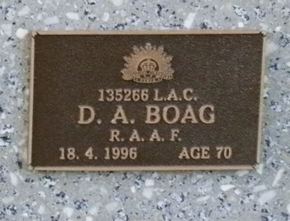 135266 L.A.C.
D. A. BOAG
R. A. A. F.
18. 4. 1996 AGE 70